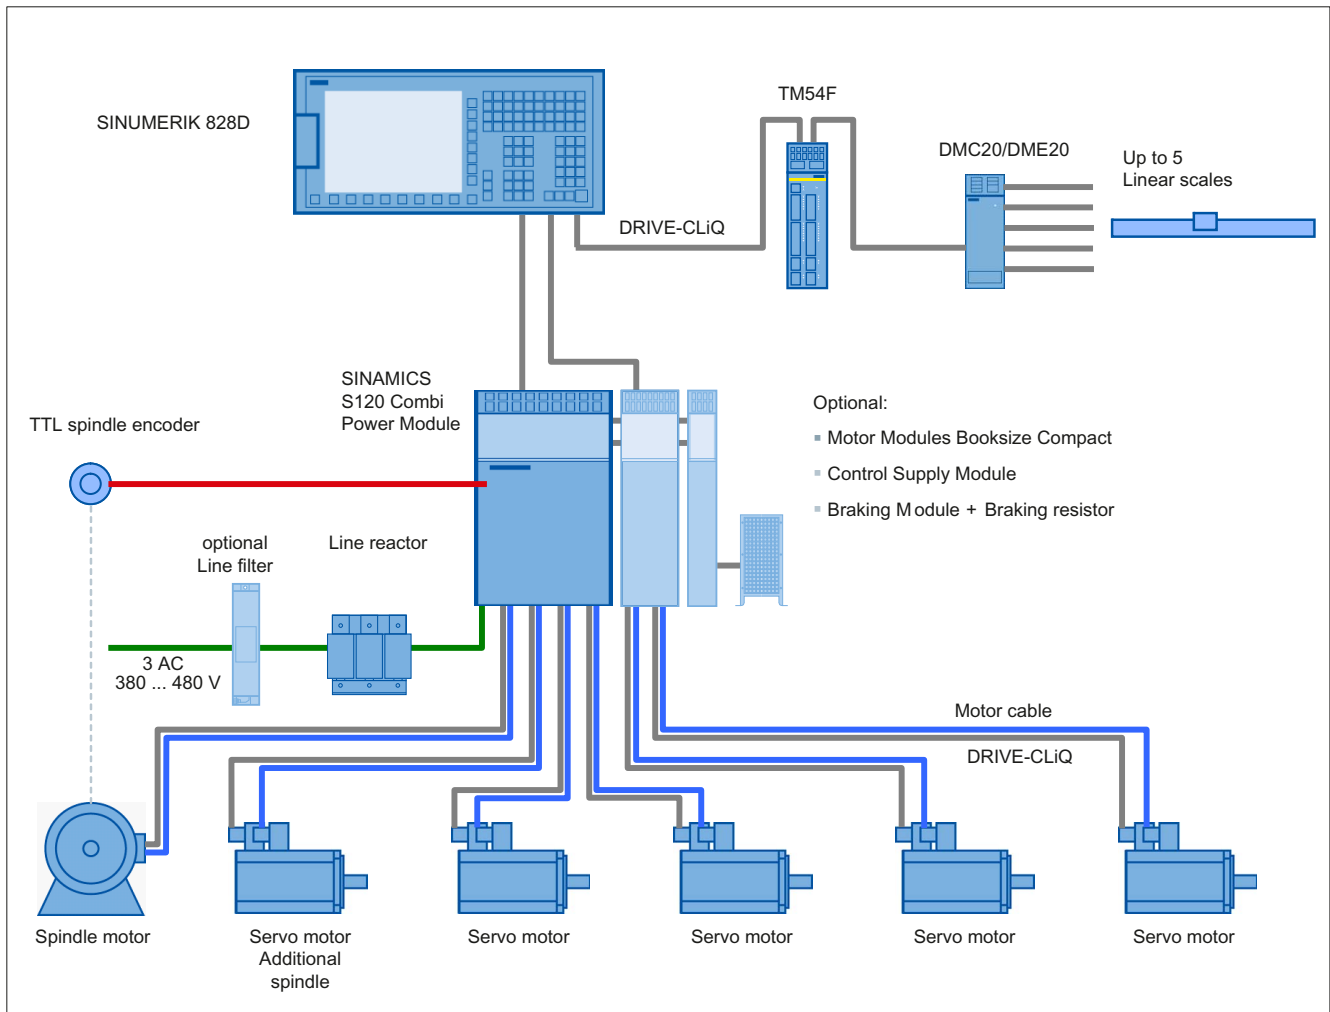 TM54F
SINUMERIK 828D
DMC20/DME20
Up to 5
Linear scales
DRIVE-CLiQ
SINAMICS
S120 Combi
Power Module
TTL spindle encoder
Optional:
Motor Modules Booksize Compact
Control Supply Module
Braking Module + Braking resistor
optional
Line filter
Line reactor
3 AC
380 ... 480 V
Motor cable
DRIVE-CLiQ
Spindle motor
Servo motor
Additional
spindle
Servo motor
Servo motor
Servo motor
Servo motor